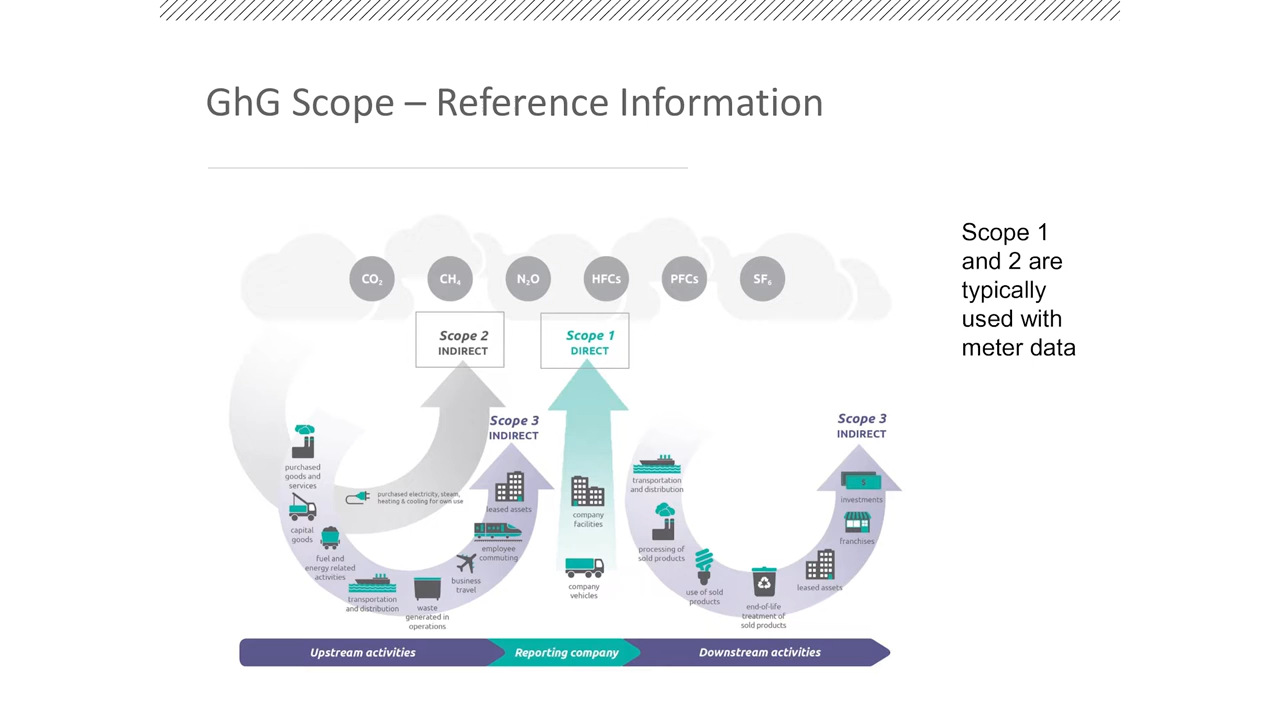 GhG Scope – Reference Information
Scope 1
and 2 are
typically
used with
meter data
CO₂
CH₄
N₂O
HFCs
PFCs
SF₆
Scope 2
INDIRECT
Scope 1
DIRECT
Scope 3
INDIRECT
Scope 3
INDIRECT
purchased
goods and
services
capital
goods
fuel and
energy related
activities
transportation
and distribution
waste
generated in
operations
business
travel
employee
commuting
leased assets
purchased electricity, steam,
heating & cooling for own use
company
facilities
company
vehicles
transportation
and distribution
processing of
sold products
use of sold
products
end-of-life
treatment of
sold products
leased assets
franchises
$
investments
Upstream activities
Reporting company
Downstream activities